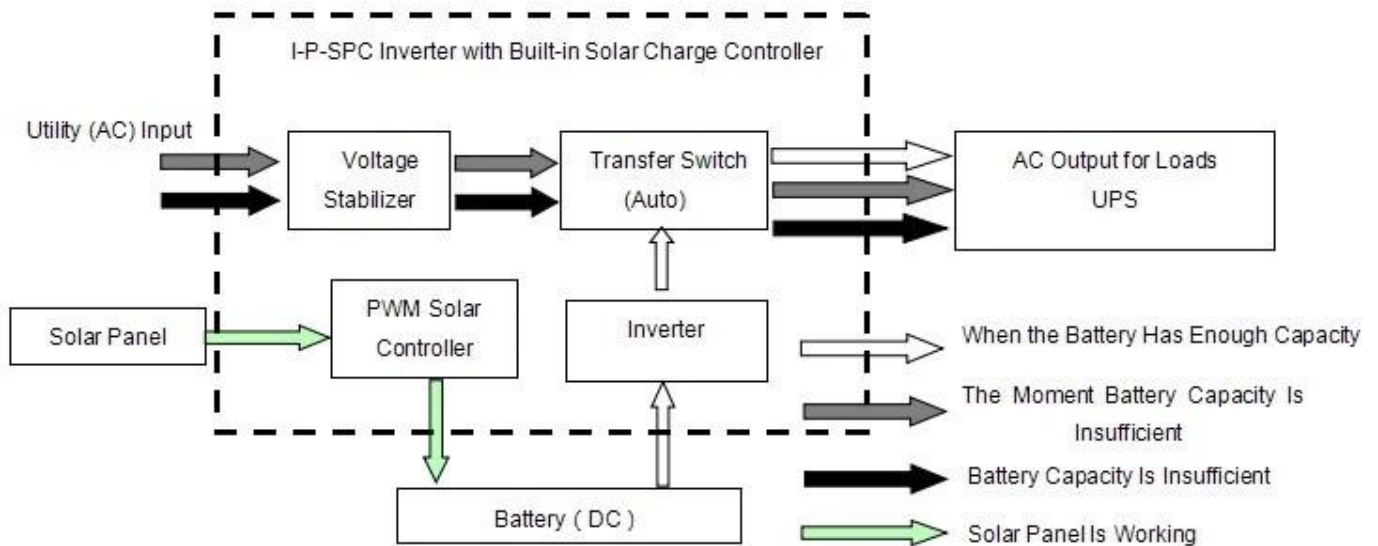 I-P-SPC Inverter with Built-in Solar Charge Controller
Utility (AC) Input
Voltage
Stabilizer
Transfer Switch
(Auto)
AC Output for Loads
UPS
Solar Panel
PWM Solar
Controller
Inverter
Battery ( DC )
When the Battery Has Enough Capacity
The Moment Battery Capacity Is
Insufficient
Battery Capacity Is Insufficient
Solar Panel Is Working